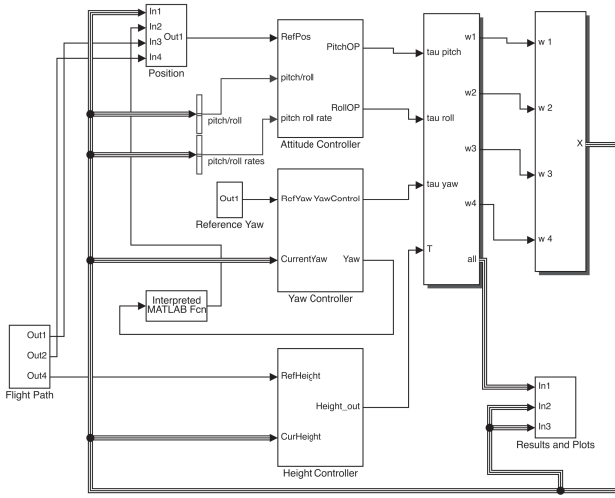 In1
In2
In3
In4
Out1
Position
RefPos
pitch/roll
pitch roll rate
PitchOP
RollOP
Attitude Controller
pitch/roll
pitch/roll rates
Out1
Reference Yaw
RefYaw YawControl
CurrentYaw Yaw
Yaw Controller
Interpreted
MATLAB Fcn
Out1
Out2
Out4
Flight Path
RefHeight
Height_out
CurHeight
Height Controller
tau pitch
tau roll
tau yaw
T
w1
w2
w3
w4
all
w 1
w 2
w 3
w 4
X
In1
In2
In3
Results and Plots